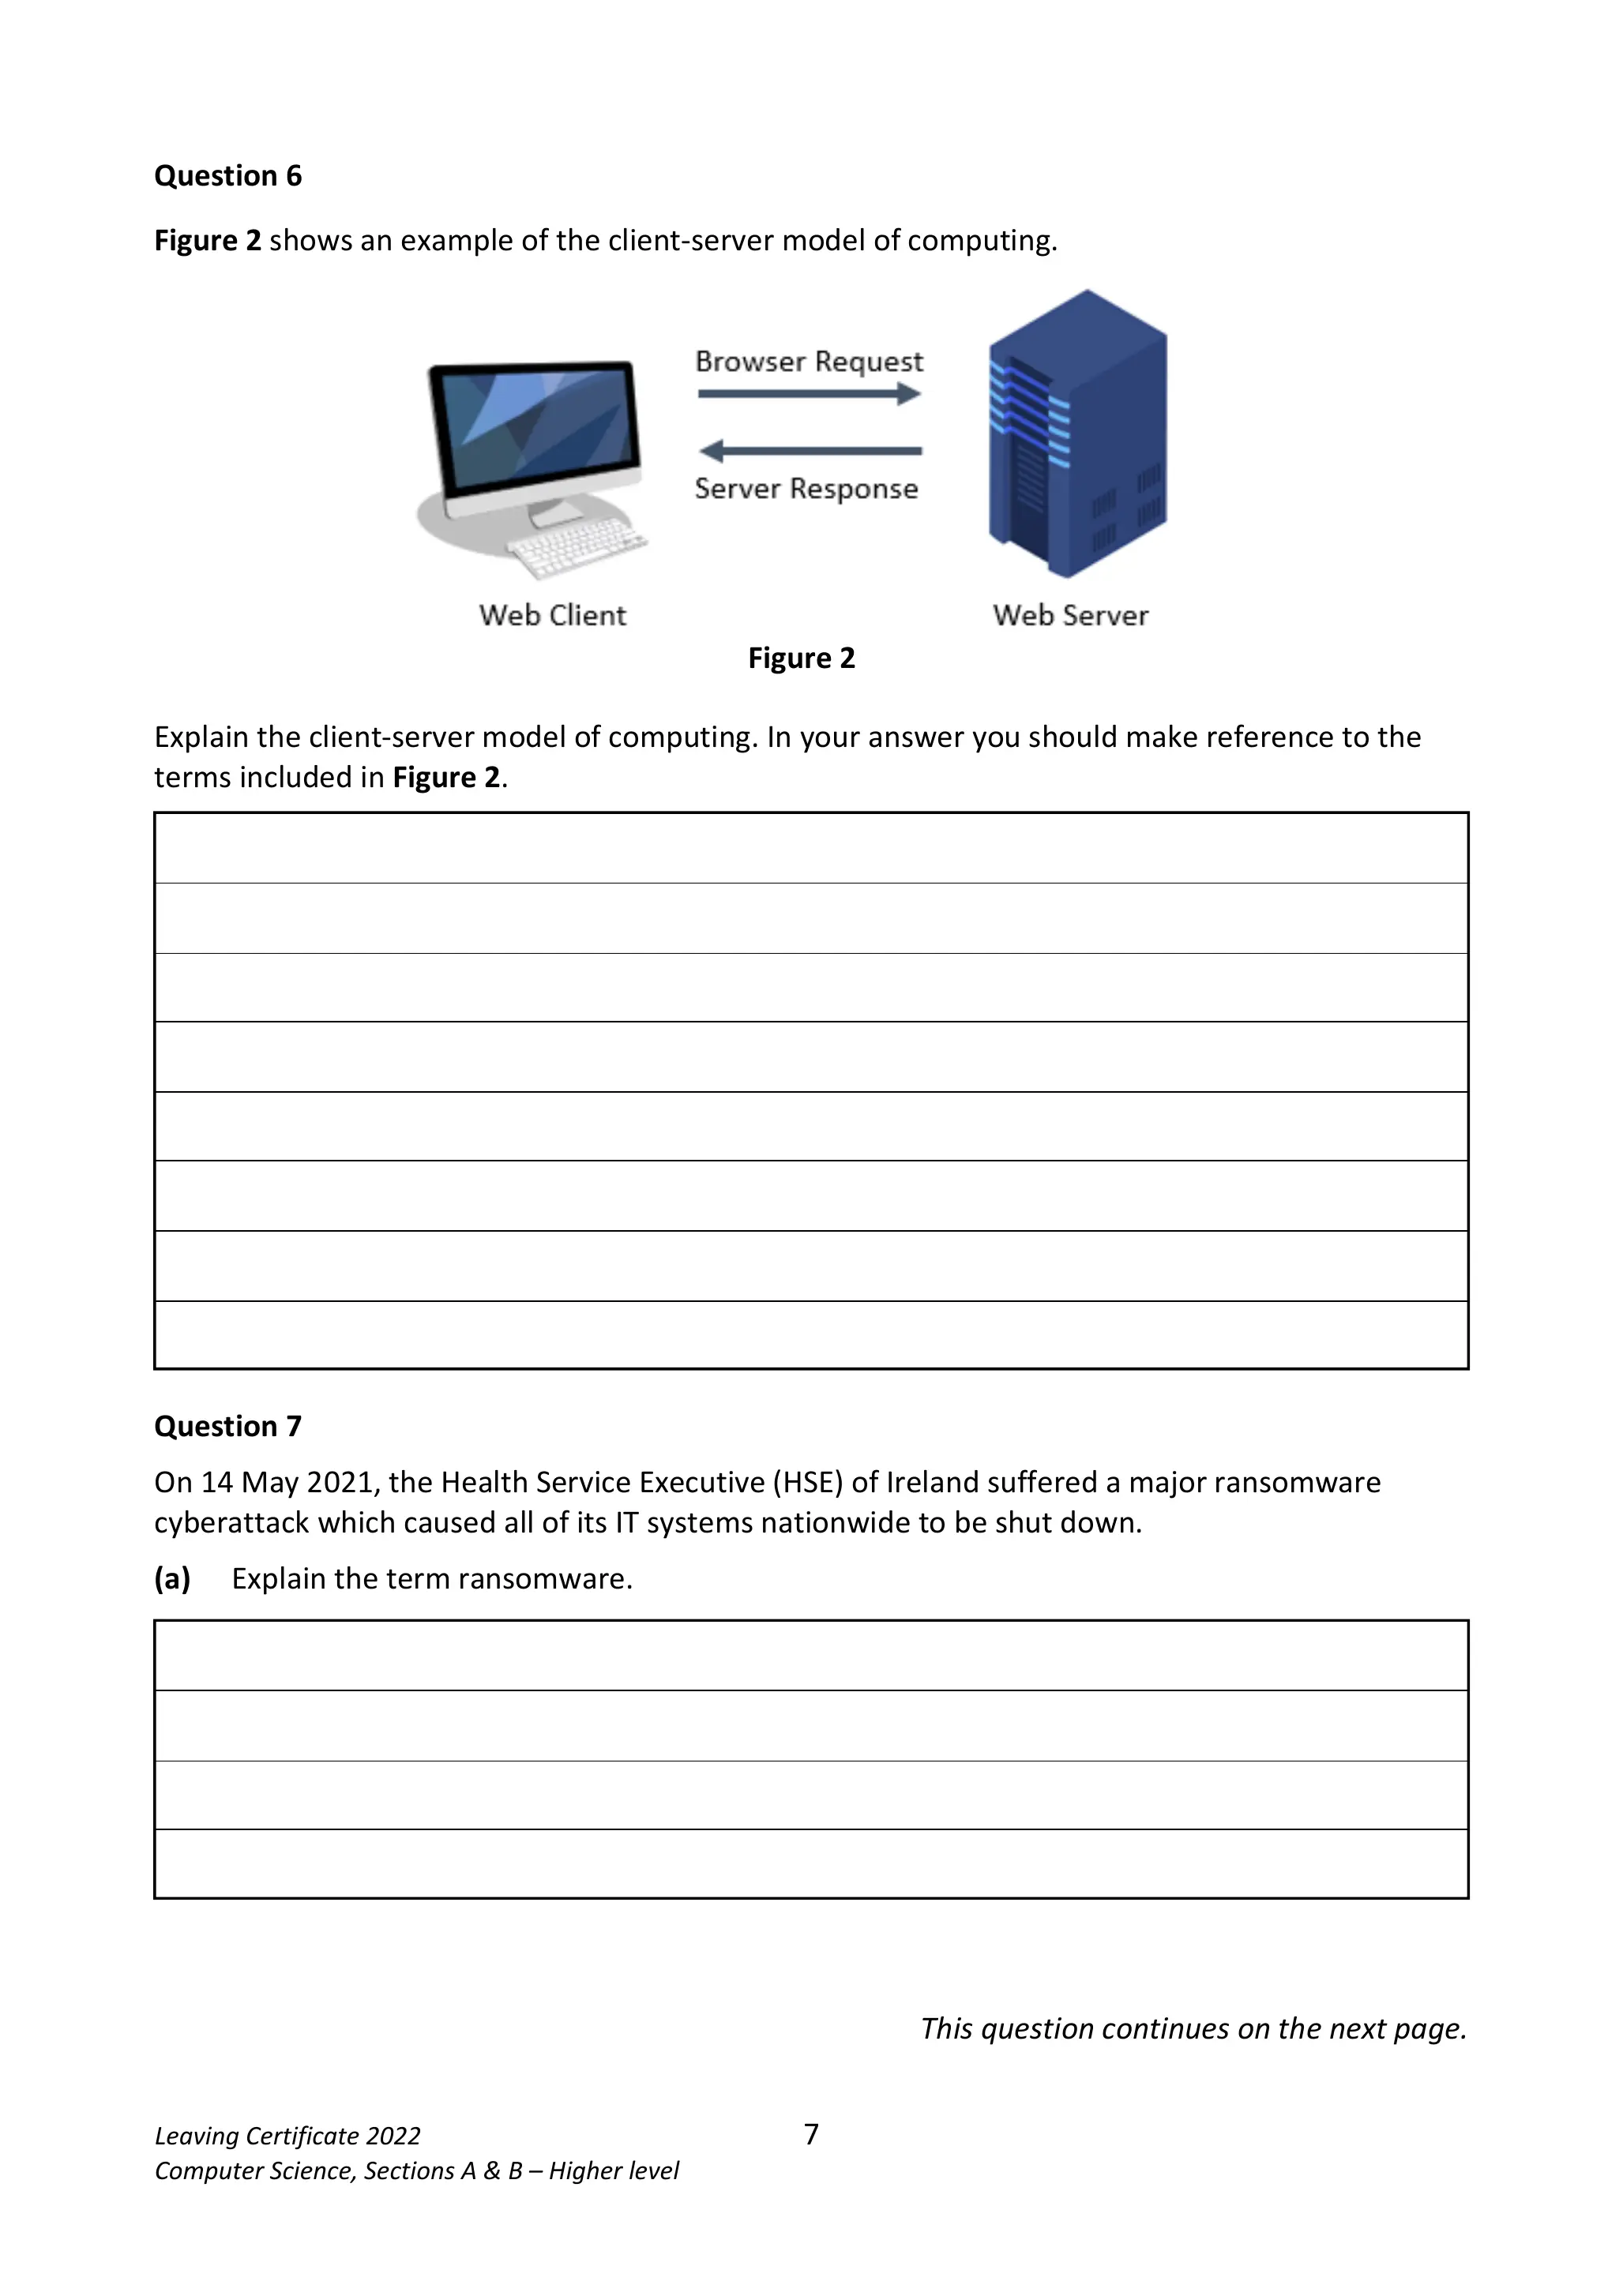 Question 6
Figure 2 shows an example of the client-server model of computing.
Browser Request
Server Response
Web Client
Web Server
Figure 2
Explain the client-server model of computing. In your answer you should make reference to the
terms included in Figure 2.
Question 7
On 14 May 2021, the Health Service Executive (HSE) of Ireland suffered a major ransomware
cyberattack which caused all of its IT systems nationwide to be shut down.
(a) Explain the term ransomware.
This question continues on the next page.
Leaving Certificate 2022
7
Computer Science, Sections A & B – Higher level